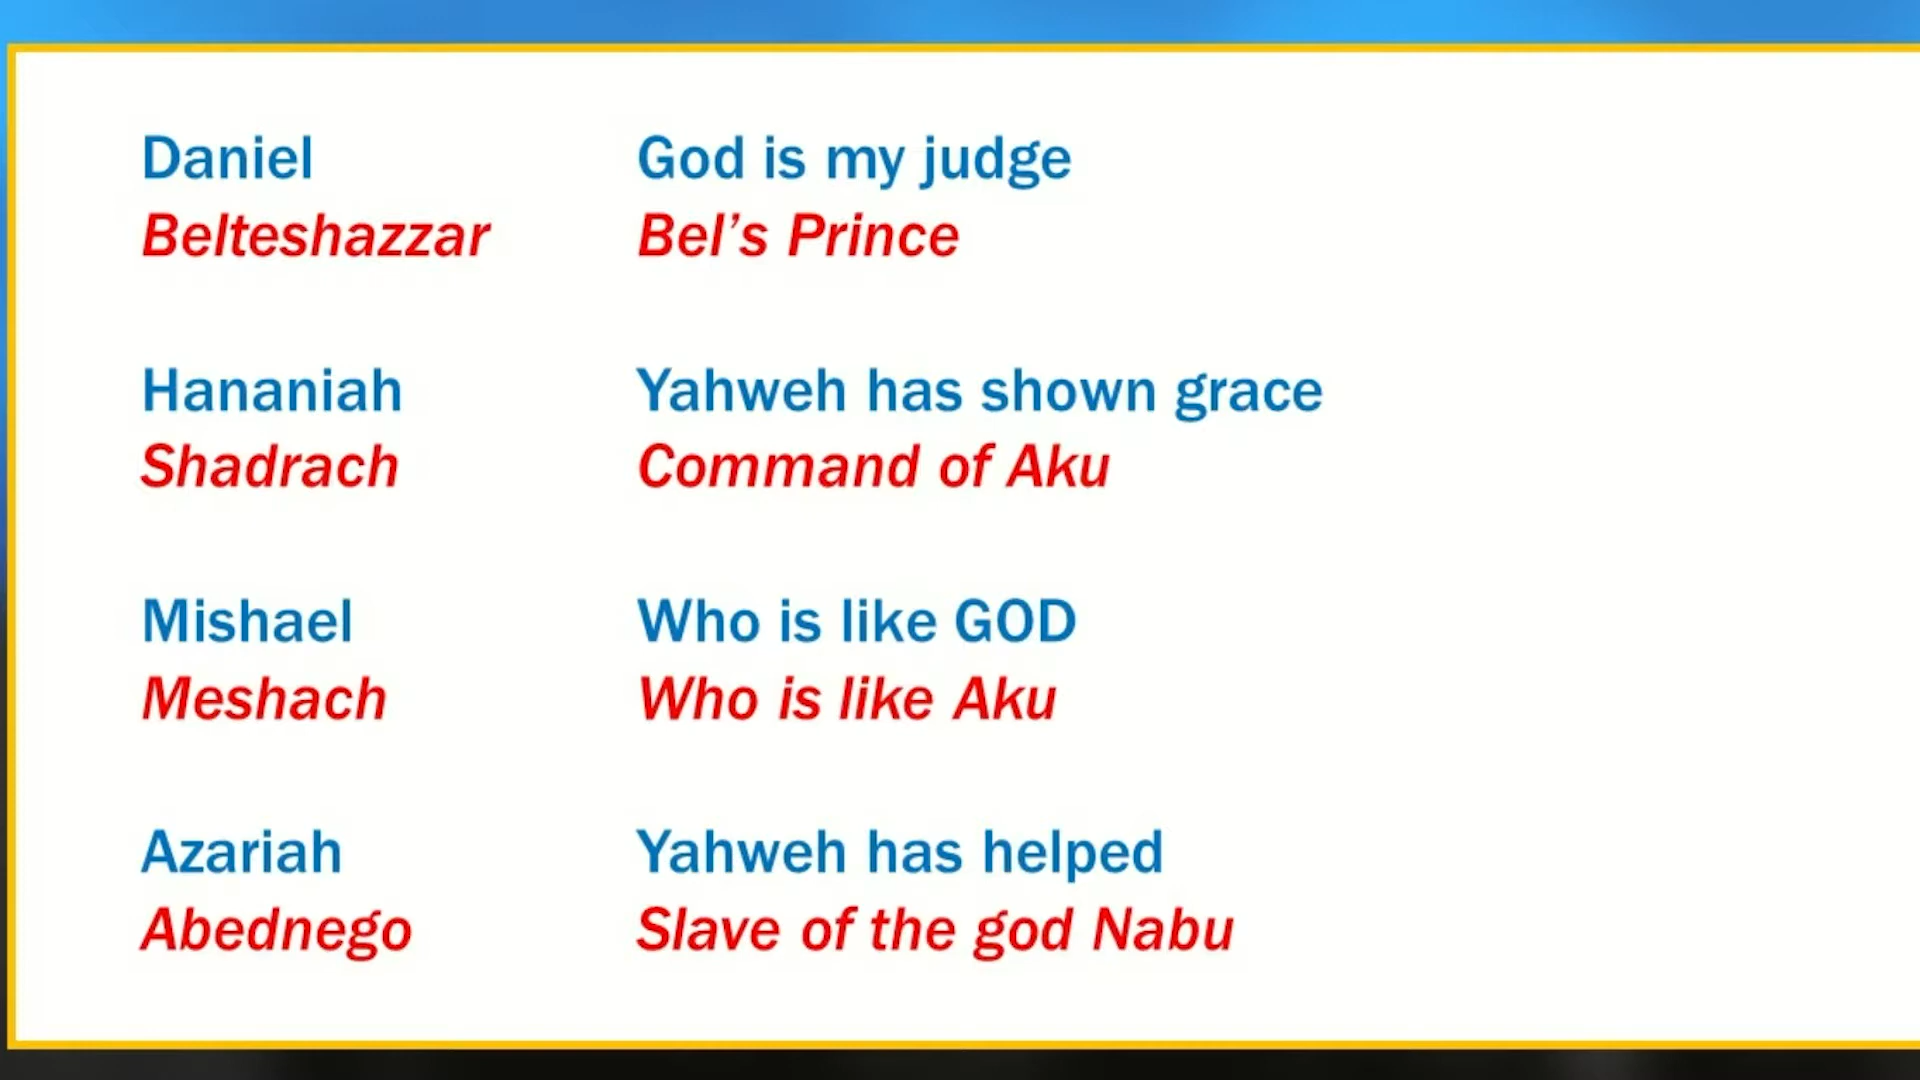 Daniel God is my judge
Belteshazzar Bel’s Prince
Hananiah Yahweh has shown grace
Shadrach Command of Aku
Mishael Who is like GOD
Meshach Who is like Aku
Azariah Yahweh has helped
Abednego Slave of the god Nabu